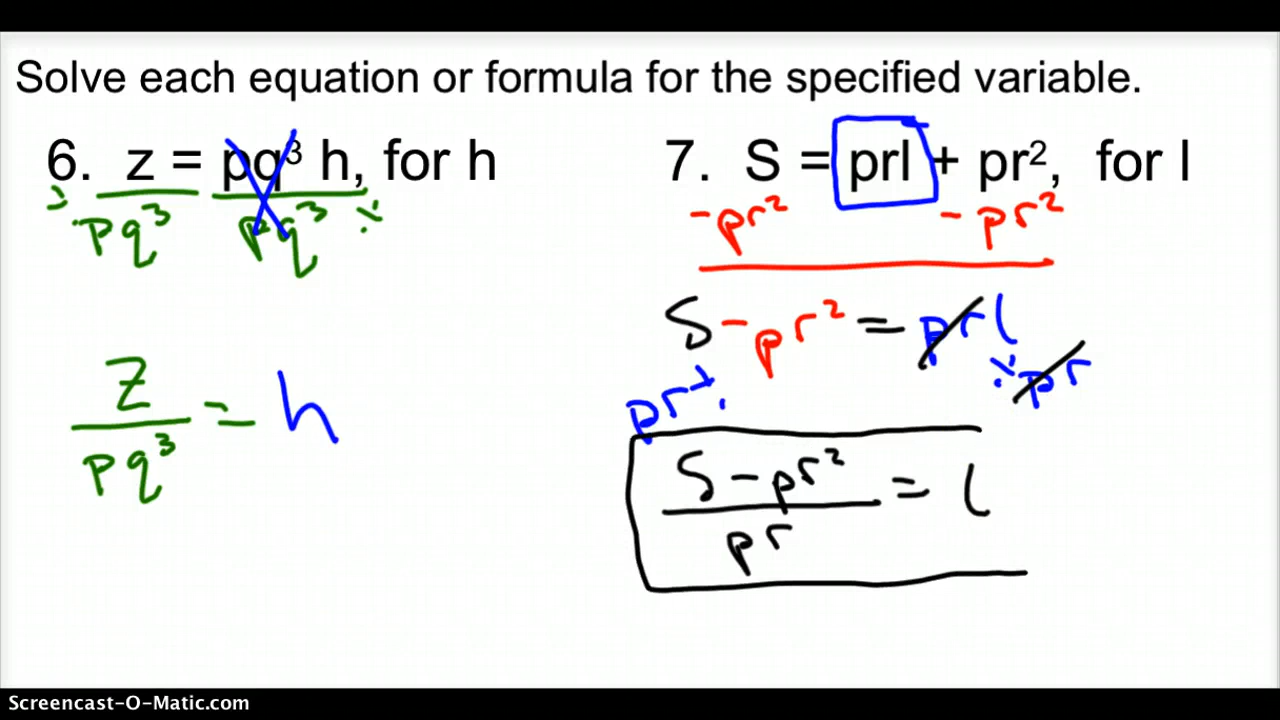 Solve each equation or formula for the specified variable.
6. z = pq³ h, for h
÷ pq³ pq³ ÷
z/pq³ = h
7. S = prl + pr², for l
-pr² - pr²
S - pr² = prl
pr ÷ ÷ pr
S - pr²/pr = l
Screencast-O-Matic.com